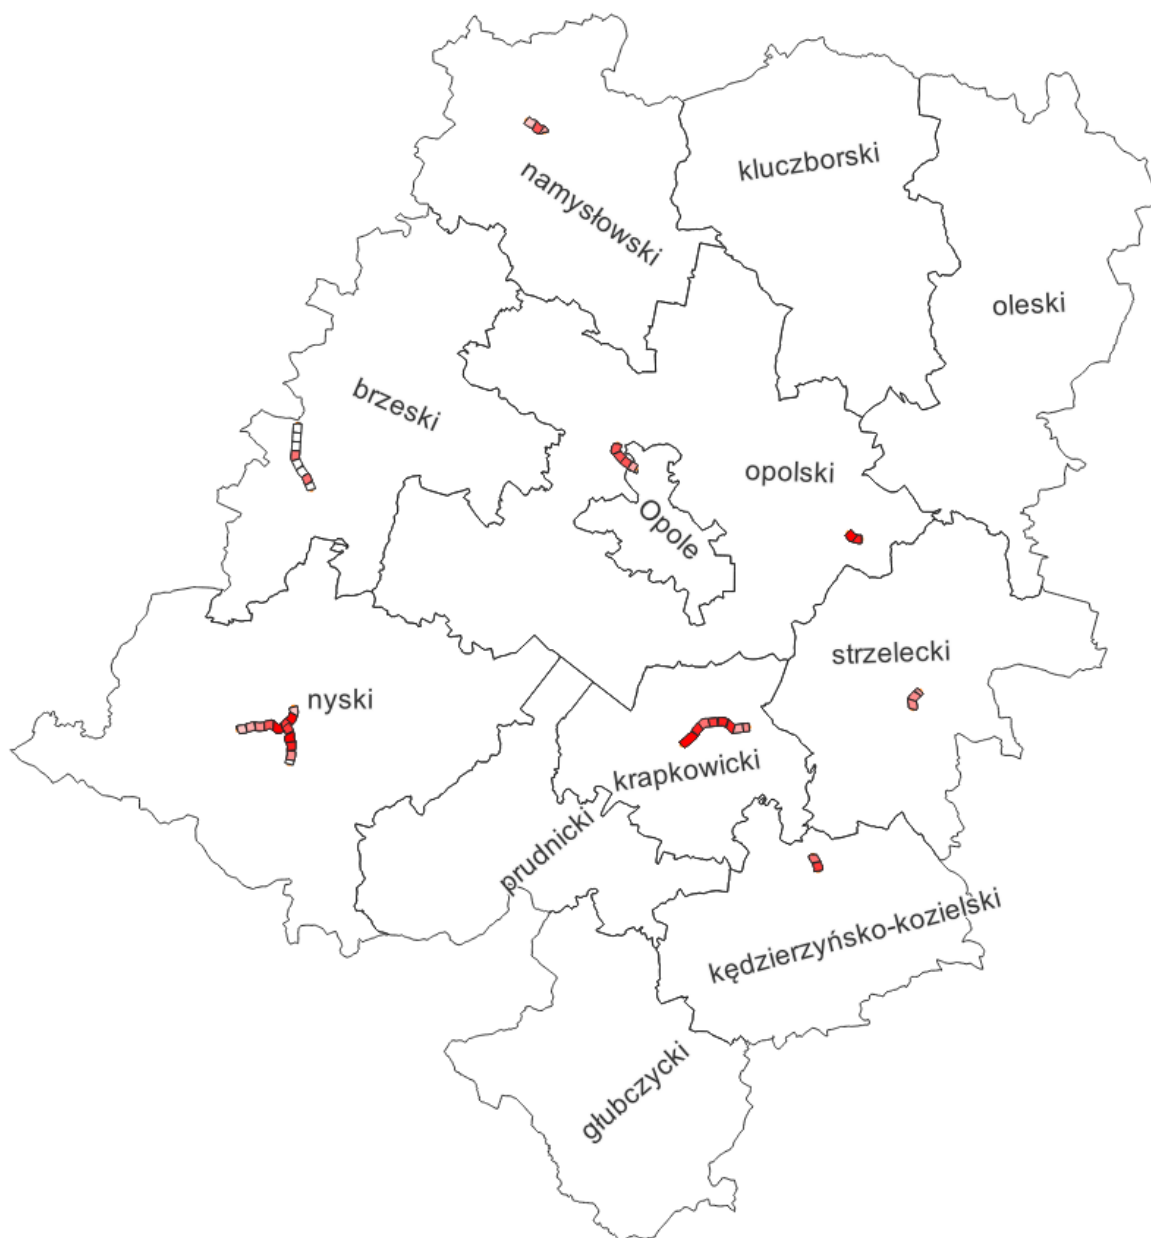 kluczborski
namysłowski
oleski
brzeski
opolski
Opole
strzelecki
nyski
krapkowicki
prudnicki
kędzierzyńsko-kozielski
głubczycki